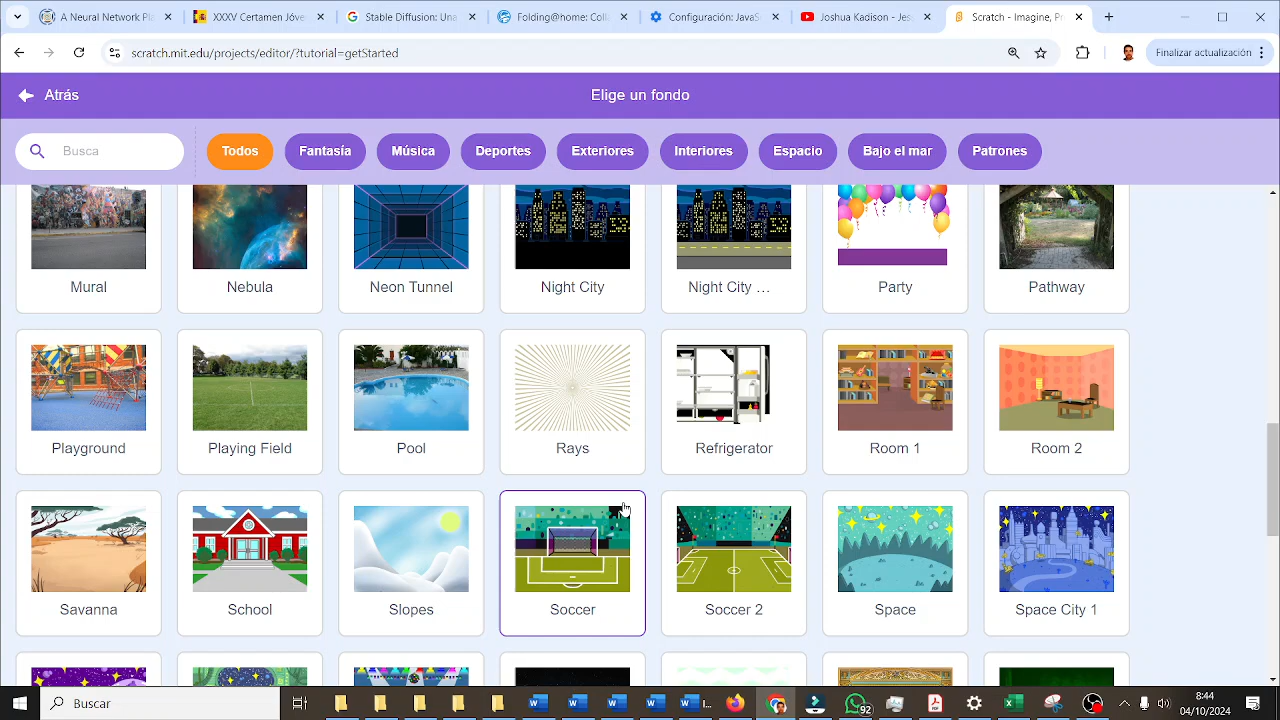 A Neural Network Pl
XXXV Certamen Jóve
Stable Diffusion: Une
Folding@home: Coll
Configuración: JavaS
Joshua Kadison - Jes
Scratch - Imagine, Pr
scratch.mit.edu/projects/editor/?tutorial=getStarted
Finalizar actualización
Atrás
Elige un fondo
Busca
Todos
Fantasía
Música
Deportes
Exteriores
Interiores
Espacio
Bajo el mar
Patrones
Mural
Nebula
Neon Tunnel
Night City
Night City ...
Party
Pathway
Playground
Playing Field
Pool
Rays
Refrigerator
Room 1
Room 2
Savanna
School
Slopes
Soccer
Soccer 2
Space
Space City 1
Buscar
92
8:44
04/10/2024